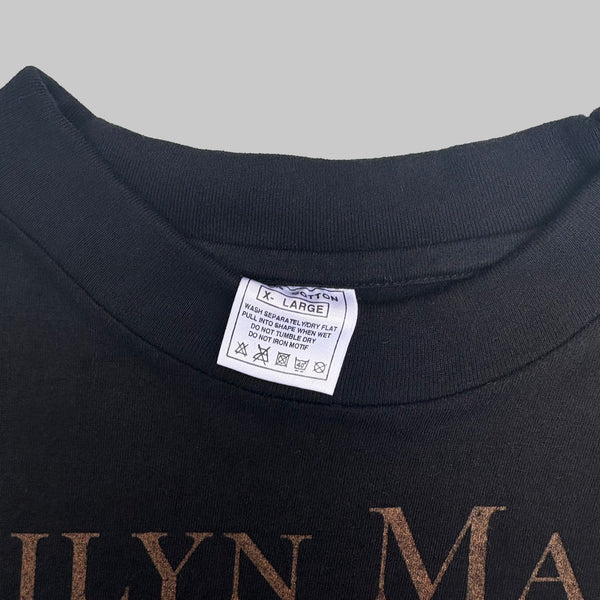 COTTON
X- LARGE
WASH SEPARATELY/DRY FLAT
PULL INTO SHAPE WHEN WET
DO NOT TUMBLE DRY
DO NOT IRON MOTIF
ILYN MA